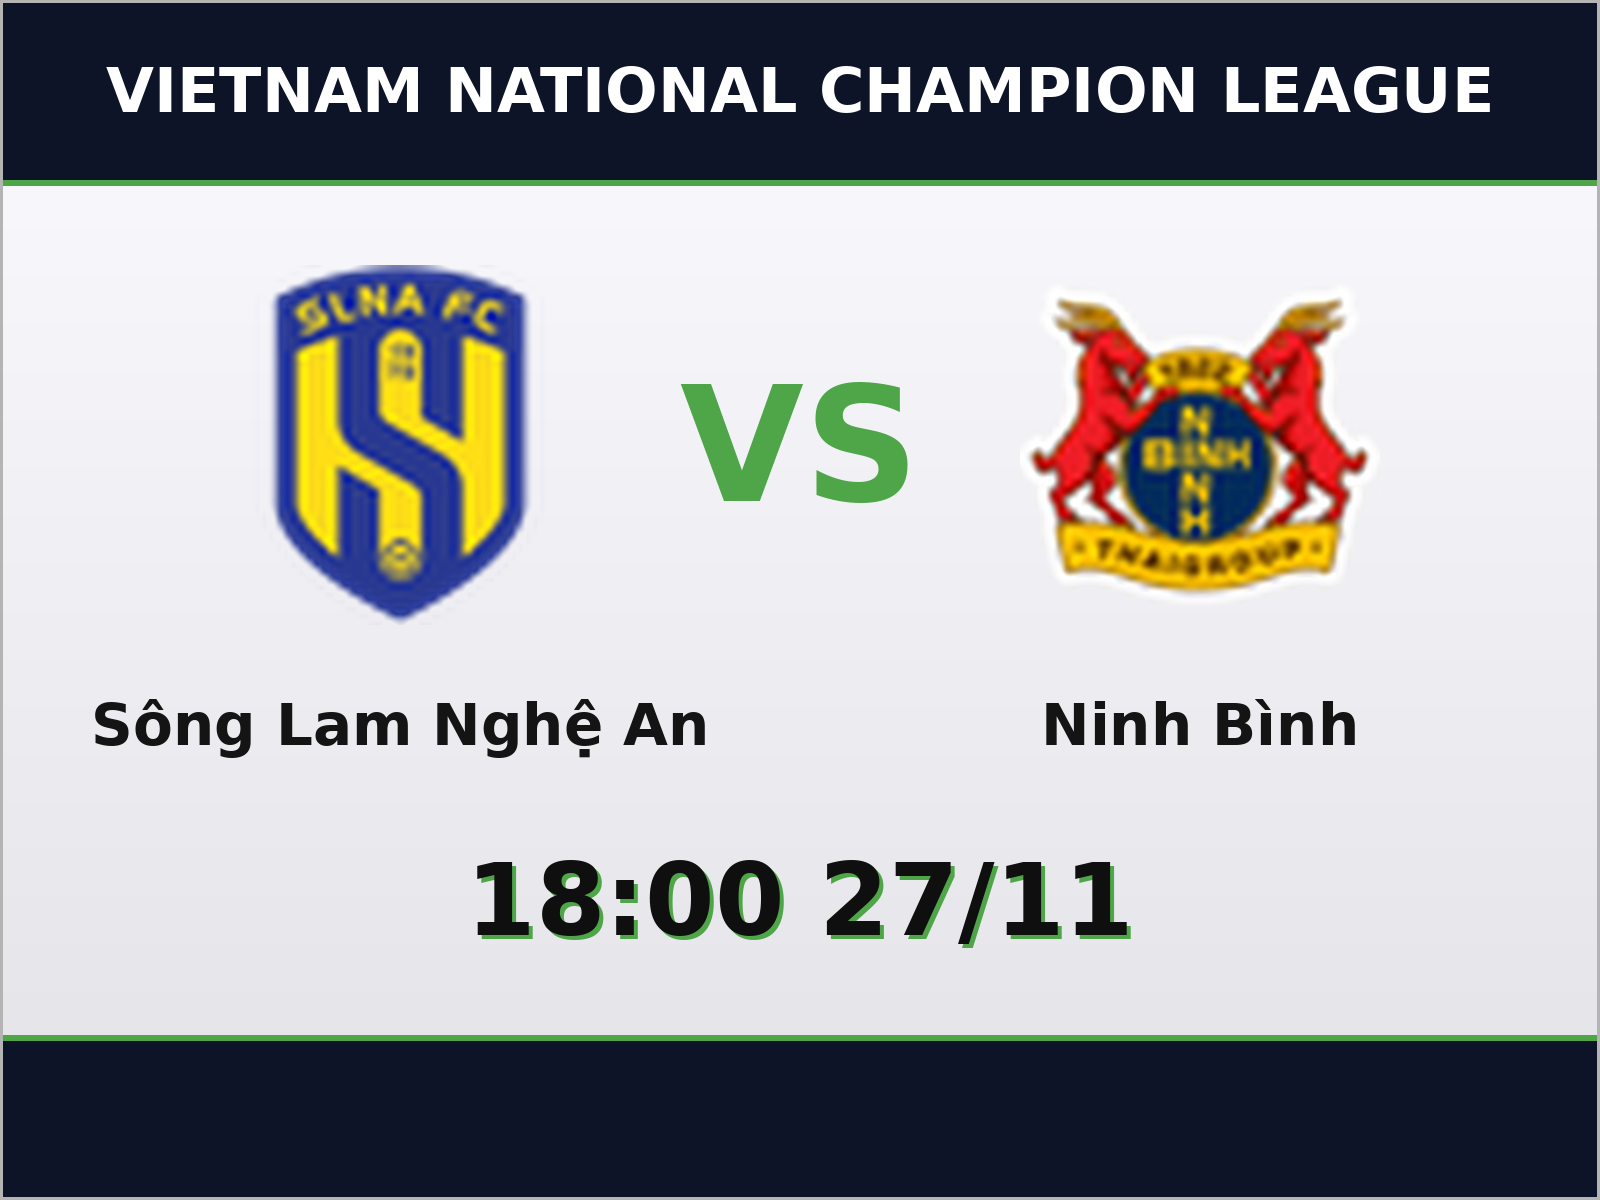 VIETNAM NATIONAL CHAMPION LEAGUE
SLNA FC
VS
NINH
BÌNH
THAIGROUP
Sông Lam Nghệ An
Ninh Bình
18:00 27/11